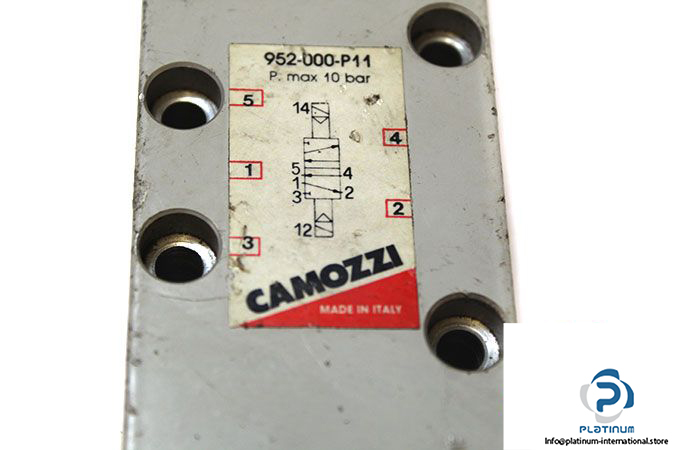 952-000-P11
P. max 10 bar
5
14
4
1
5
4
1
3
2
2
3
12
CAMOZZI
MADE IN ITALY
PLATINUM
Info@platinum-international.store